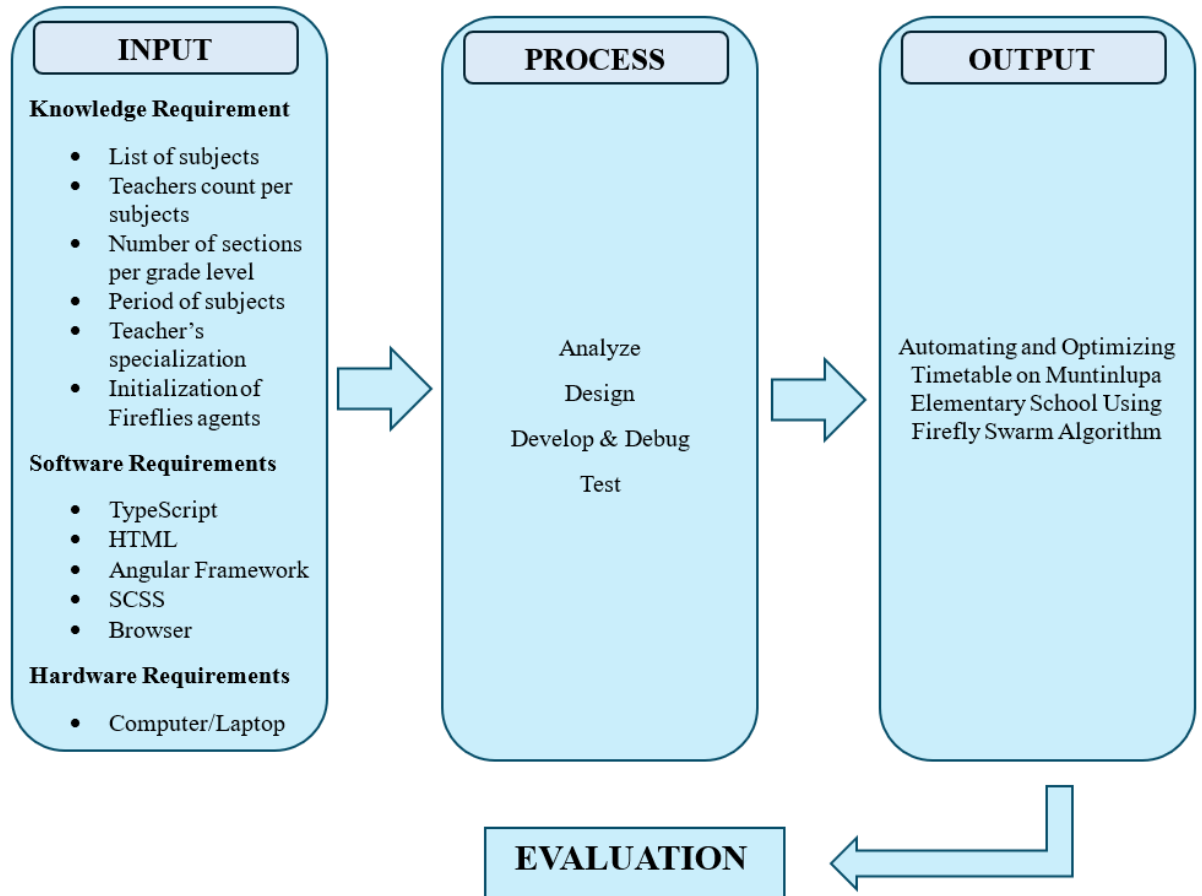 INPUT
Knowledge Requirement
• List of subjects
• Teachers count per
subjects
• Number of sections
per grade level
• Period of subjects
• Teacher’s
specialization
• Initialization of
Fireflies agents
Software Requirements
• TypeScript
• HTML
• Angular Framework
• SCSS
• Browser
Hardware Requirements
• Computer/Laptop
PROCESS
Analyze
Design
Develop & Debug
Test
OUTPUT
Automating and Optimizing
Timetable on Muntinlupa
Elementary School Using
Firefly Swarm Algorithm
EVALUATION